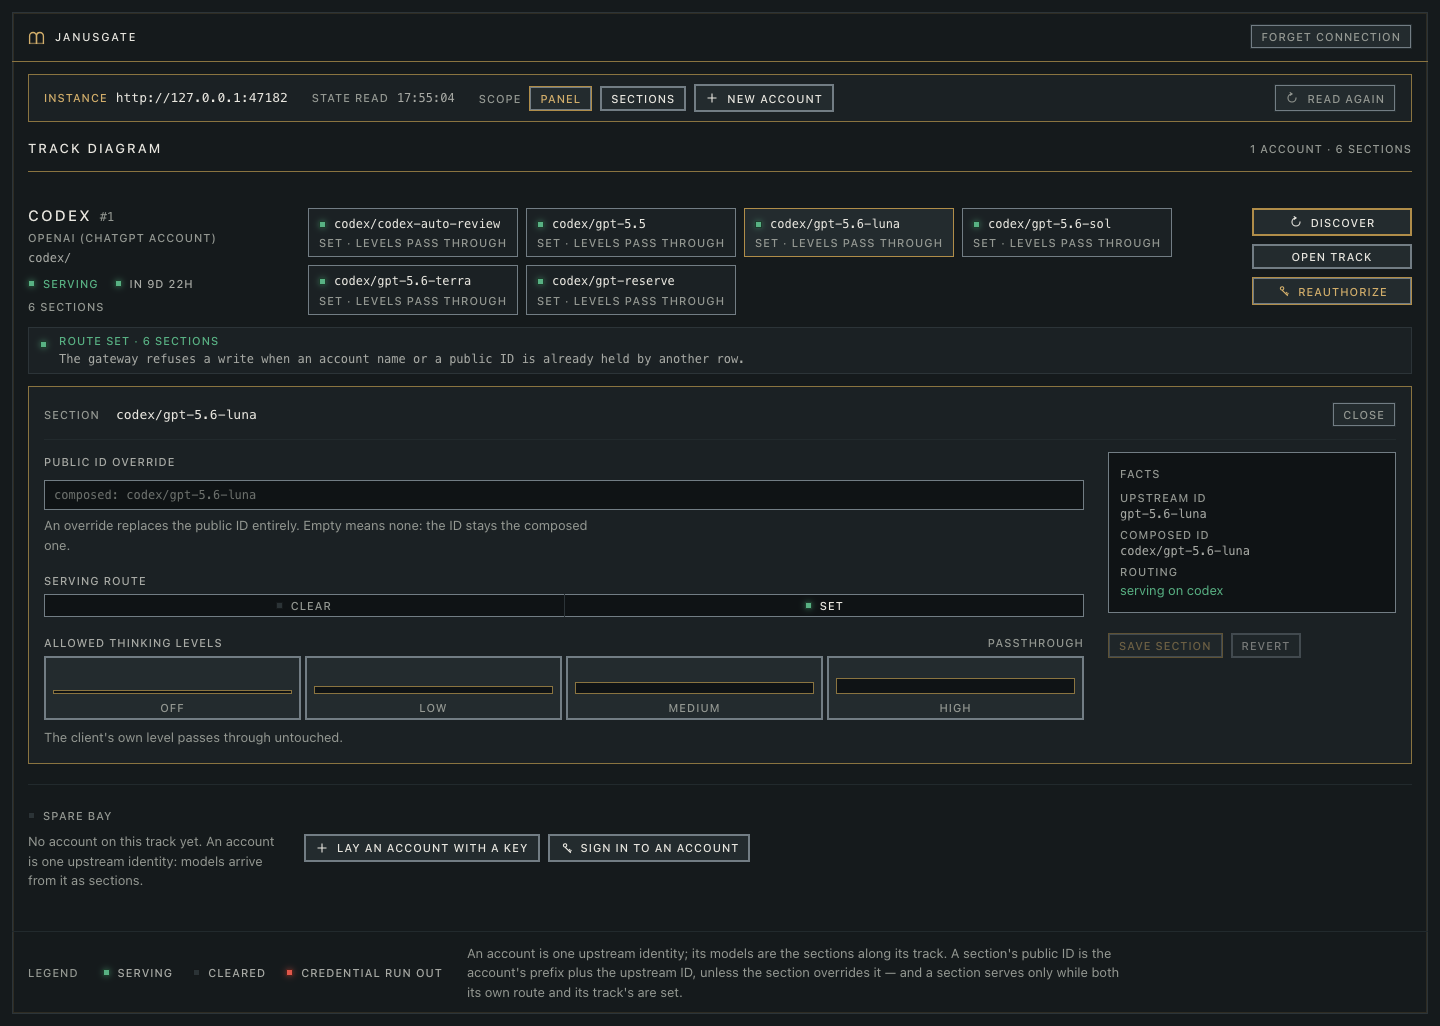 JANUSGATE
FORGET CONNECTION
INSTANCE http://127.0.0.1:47182 STATE READ 17:55:04 SCOPE PANEL SECTIONS + NEW ACCOUNT READ AGAIN
TRACK DIAGRAM
1 ACCOUNT · 6 SECTIONS
CODEX #1
OPENAI (CHATGPT ACCOUNT)
codex/
SERVING IN 9D 22H
6 SECTIONS
codex/codex-auto-review
SET · LEVELS PASS THROUGH
codex/gpt-5.5
SET · LEVELS PASS THROUGH
codex/gpt-5.6-luna
SET · LEVELS PASS THROUGH
codex/gpt-5.6-sol
SET · LEVELS PASS THROUGH
codex/gpt-5.6-terra
SET · LEVELS PASS THROUGH
codex/gpt-reserve
SET · LEVELS PASS THROUGH
DISCOVER
OPEN TRACK
REAUTHORIZE
ROUTE SET · 6 SECTIONS
The gateway refuses a write when an account name or a public ID is already held by another row.
SECTION codex/gpt-5.6-luna
CLOSE
PUBLIC ID OVERRIDE
composed: codex/gpt-5.6-luna
An override replaces the public ID entirely. Empty means none: the ID stays the composed
one.
SERVING ROUTE
CLEAR
SET
ALLOWED THINKING LEVELS
PASSTHROUGH
OFF
LOW
MEDIUM
HIGH
The client's own level passes through untouched.
FACTS
UPSTREAM ID
gpt-5.6-luna
COMPOSED ID
codex/gpt-5.6-luna
ROUTING
serving on codex
SAVE SECTION
REVERT
SPARE BAY
No account on this track yet. An account
is one upstream identity: models arrive
from it as sections.
+ LAY AN ACCOUNT WITH A KEY
SIGN IN TO AN ACCOUNT
LEGEND SERVING CLEARED CREDENTIAL RUN OUT
An account is one upstream identity; its models are the sections along its track. A section's public ID is the
account's prefix plus the upstream ID, unless the section overrides it — and a section serves only while both
its own route and its track's are set.